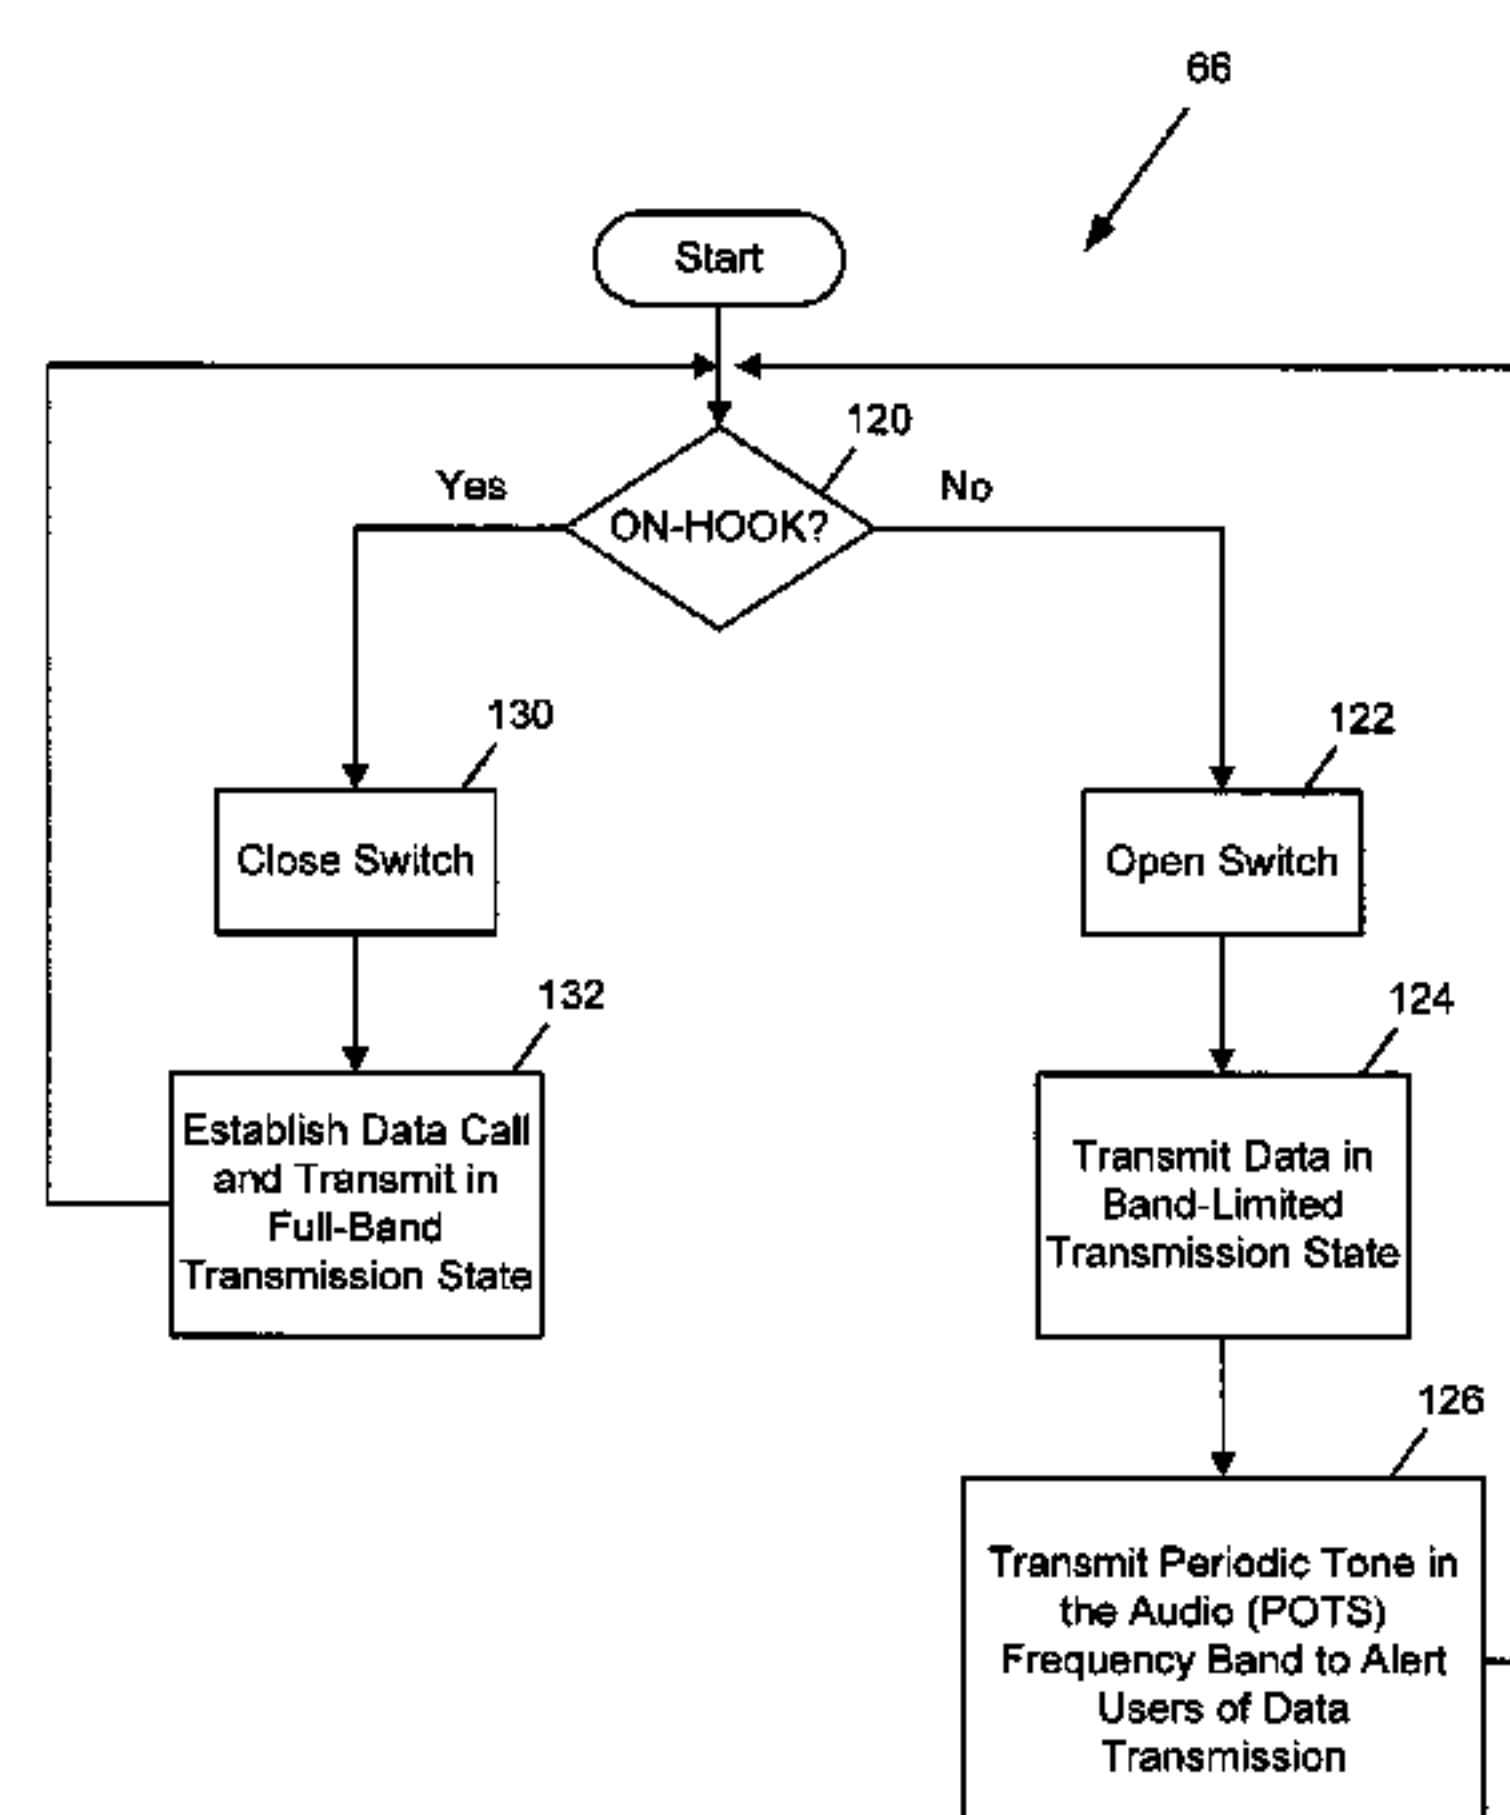 66
Start
120
Yes
ON-HOOK?
No
130
Close Switch
122
Open Switch
132
Establish Data Call
and Transmit in
Full-Band
Transmission State
124
Transmit Data in
Band-Limited
Transmission State
126
Transmit Periodic Tone in
the Audio (POTS)
Frequency Band to Alert
Users of Data
Transmission